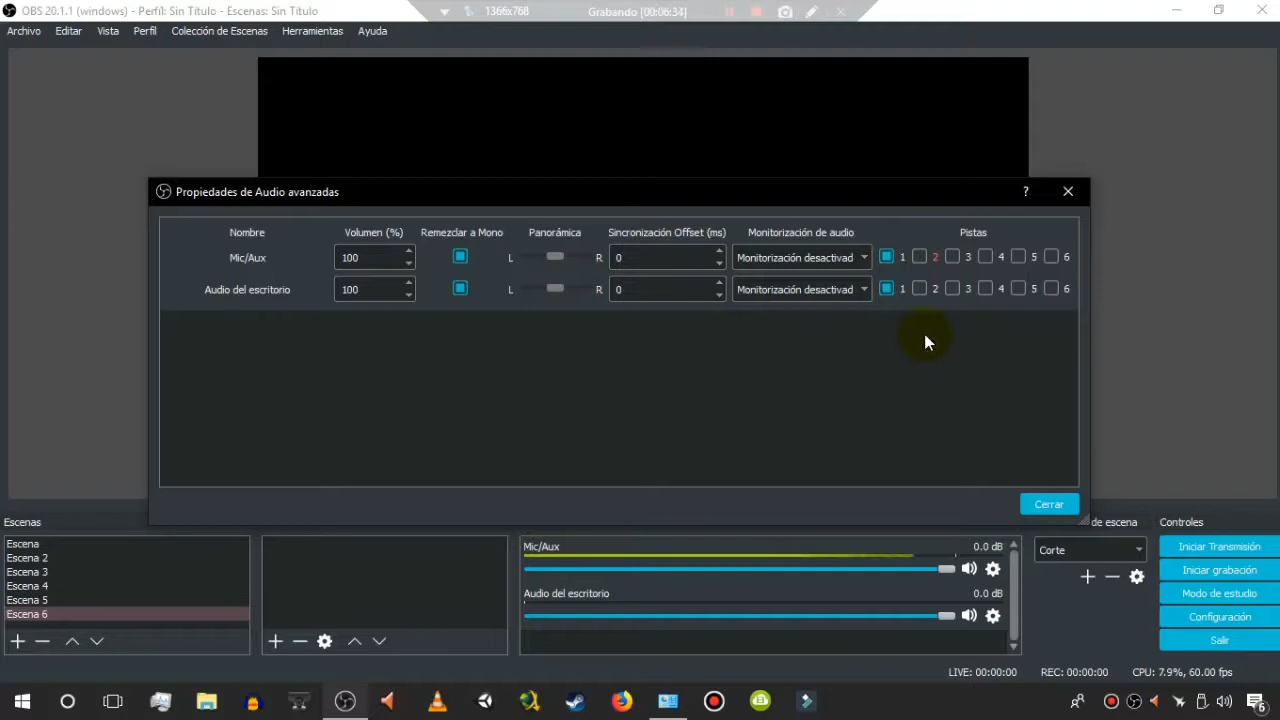 OBS 20.1.1 (windows) - Perfil: Sin Título - Escenas: Sin Título
1366x768
Grabando [00:06:34]
Archivo Editar Vista Perfil Colección de Escenas Herramientas Ayuda
Propiedades de Audio avanzadas
?
Nombre Volumen (%) Remezclar a Mono Panorámica Sincronización Offset (ms) Monitorización de audio Pistas
Mic/Aux 100 L R 0 Monitorización desactivad 1 2 3 4 5 6
Audio del escritorio 100 L R 0 Monitorización desactivad 1 2 3 4 5 6
Cerrar
Escenas
de escena
Controles
Escena
Escena 2
Escena 3
Escena 4
Escena 5
Escena 6
Mic/Aux 0.0 dB
Audio del escritorio 0.0 dB
Corte
Iniciar Transmisión
Iniciar grabación
Modo de estudio
Configuración
Salir
LIVE: 00:00:00 REC: 00:00:00 CPU: 7.9%, 60.00 fps
6